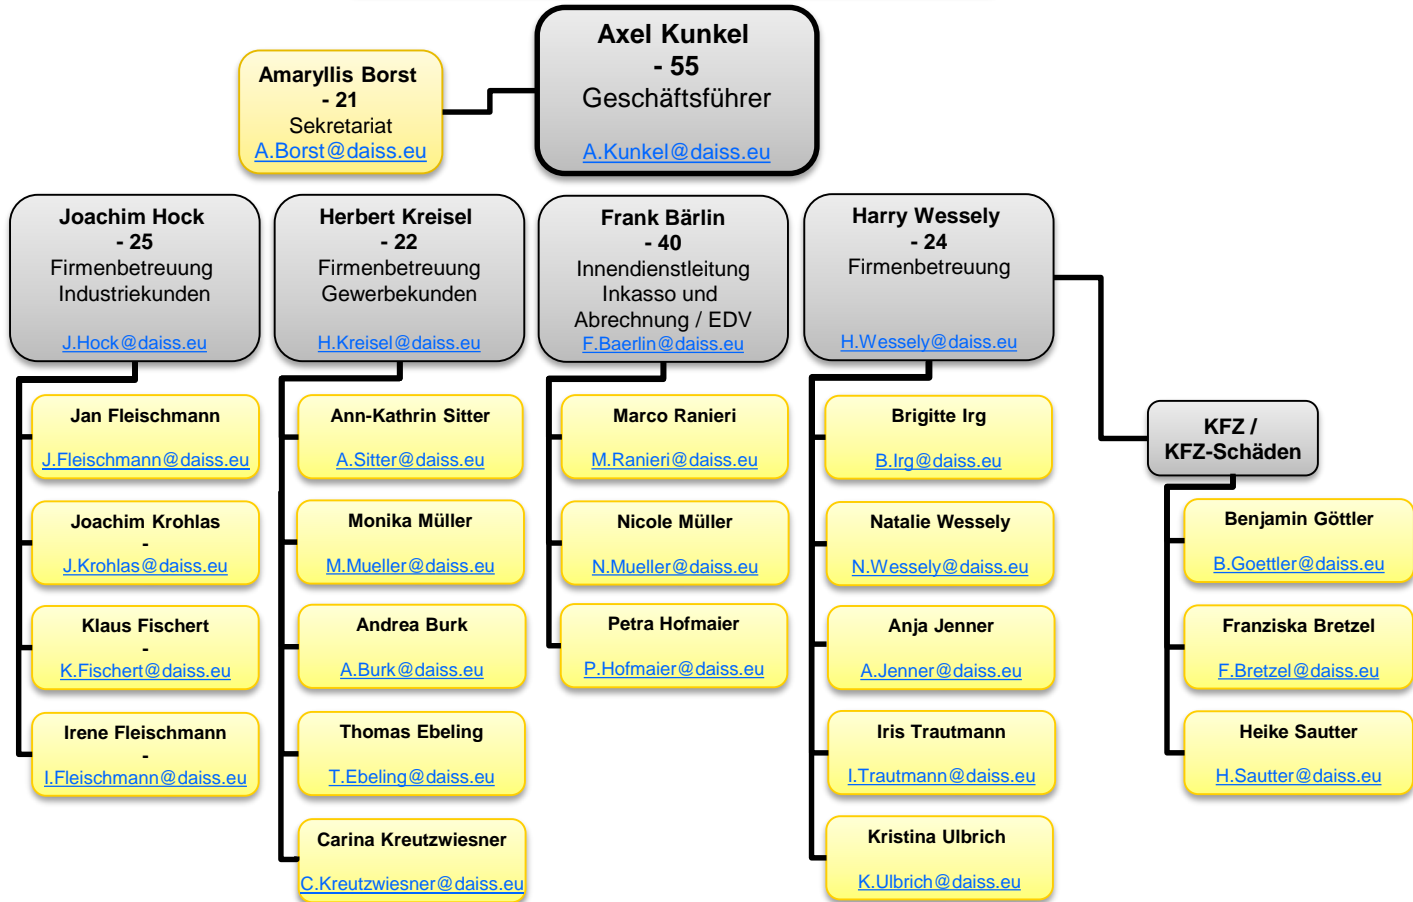 Axel Kunkel
- 55
Geschäftsführer
A.Kunkel@daiss.eu
Amaryllis Borst
- 21
Sekretariat
A.Borst@daiss.eu
Joachim Hock
- 25
Firmenbetreuung
Industriekunden
J.Hock@daiss.eu
Herbert Kreisel
- 22
Firmenbetreuung
Gewerbekunden
H.Kreisel@daiss.eu
Frank Bärlin
- 40
Innendienstleitung
Inkasso und
Abrechnung / EDV
F.Baerlin@daiss.eu
Harry Wessely
- 24
Firmenbetreuung
H.Wessely@daiss.eu
Jan Fleischmann
J.Fleischmann@daiss.eu
Joachim Krohlas
-
J.Krohlas@daiss.eu
Klaus Fischert
-
K.Fischert@daiss.eu
Irene Fleischmann
-
I.Fleischmann@daiss.eu
Ann-Kathrin Sitter
A.Sitter@daiss.eu
Monika Müller
M.Mueller@daiss.eu
Andrea Burk
A.Burk@daiss.eu
Thomas Ebeling
T.Ebeling@daiss.eu
Carina Kreutzwiesner
C.Kreutzwiesner@daiss.eu
Marco Ranieri
M.Ranieri@daiss.eu
Nicole Müller
N.Mueller@daiss.eu
Petra Hofmaier
P.Hofmaier@daiss.eu
Brigitte Irg
B.Irg@daiss.eu
Natalie Wessely
N.Wessely@daiss.eu
Anja Jenner
A.Jenner@daiss.eu
Iris Trautmann
I.Trautmann@daiss.eu
Kristina Ulbrich
K.Ulbrich@daiss.eu
KFZ /
KFZ-Schäden
Benjamin Göttler
B.Goettler@daiss.eu
Franziska Bretzel
F.Bretzel@daiss.eu
Heike Sautter
H.Sautter@daiss.eu